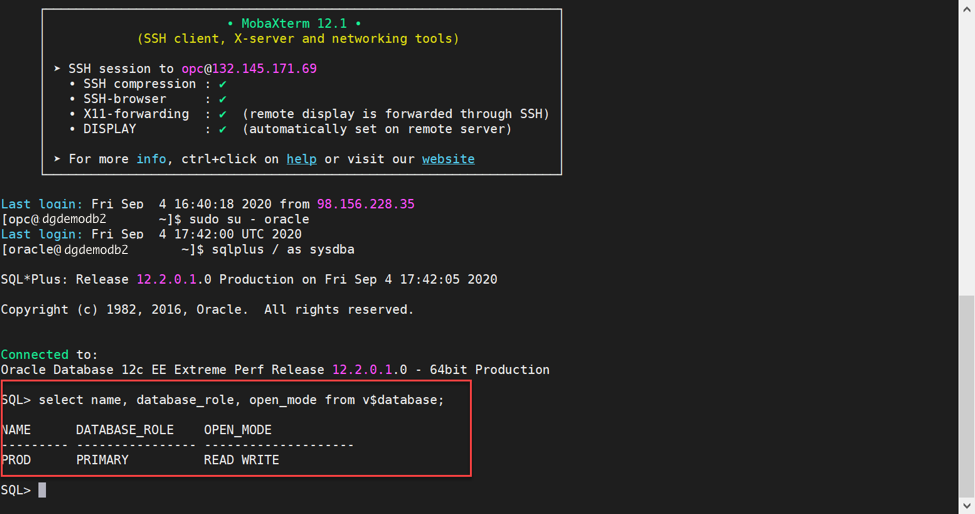 • MobaXterm 12.1 •
(SSH client, X-server and networking tools)
➤ SSH session to opc@132.145.171.69
• SSH compression : ✔
• SSH-browser : ✔
• X11-forwarding : ✔ (remote display is forwarded through SSH)
• DISPLAY : ✔ (automatically set on remote server)
➤ For more info, ctrl+click on help or visit our website
Last login: Fri Sep 4 16:40:18 2020 from 98.156.228.35
[opc@dgdemodb2 ~]$ sudo su - oracle
Last login: Fri Sep 4 17:42:00 UTC 2020
[oracle@dgdemodb2 ~]$ sqlplus / as sysdba
SQL*Plus: Release 12.2.0.1.0 Production on Fri Sep 4 17:42:05 2020
Copyright (c) 1982, 2016, Oracle. All rights reserved.
Connected to:
Oracle Database 12c EE Extreme Perf Release 12.2.0.1.0 - 64bit Production
SQL> select name, database_role, open_mode from v$database;
NAME DATABASE_ROLE OPEN_MODE
--------- ---------------- --------------------
PROD PRIMARY READ WRITE
SQL>